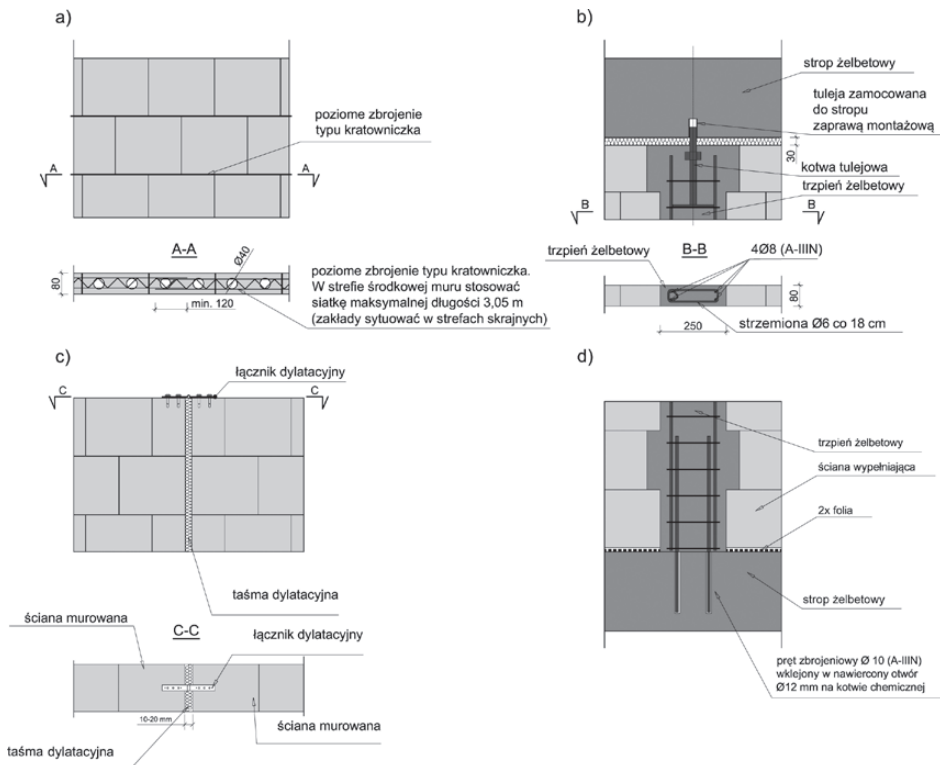 a)
poziome zbrojenie
typu kratowniczka
A
A
A-A
Ø40
80
min. 120
poziome zbrojenie typu kratowniczka.
W strefie środkowej muru stosować
siatkę maksymalnej długości 3,05 m
(zakłady sytuować w strefach skrajnych)
b)
strop żelbetowy
tuleja zamocowana
do stropu
zaprawą montażową
30
kotwa tulejowa
trzpień żelbetowy
B
B
trzpień żelbetowy
B-B
4Ø8 (A-IIIN)
80
250
strzemiona Ø6 co 18 cm
c)
łącznik dylatacyjny
C
C
taśma dylatacyjna
ściana murowana
C-C
łącznik dylatacyjny
10-20 mm
ściana murowana
taśma dylatacyjna
d)
trzpień żelbetowy
ściana wypełniająca
2x folia
strop żelbetowy
pręt zbrojeniowy Ø 10 (A-IIIN)
wklejony w nawiercony otwór
Ø12 mm na kotwie chemicznej